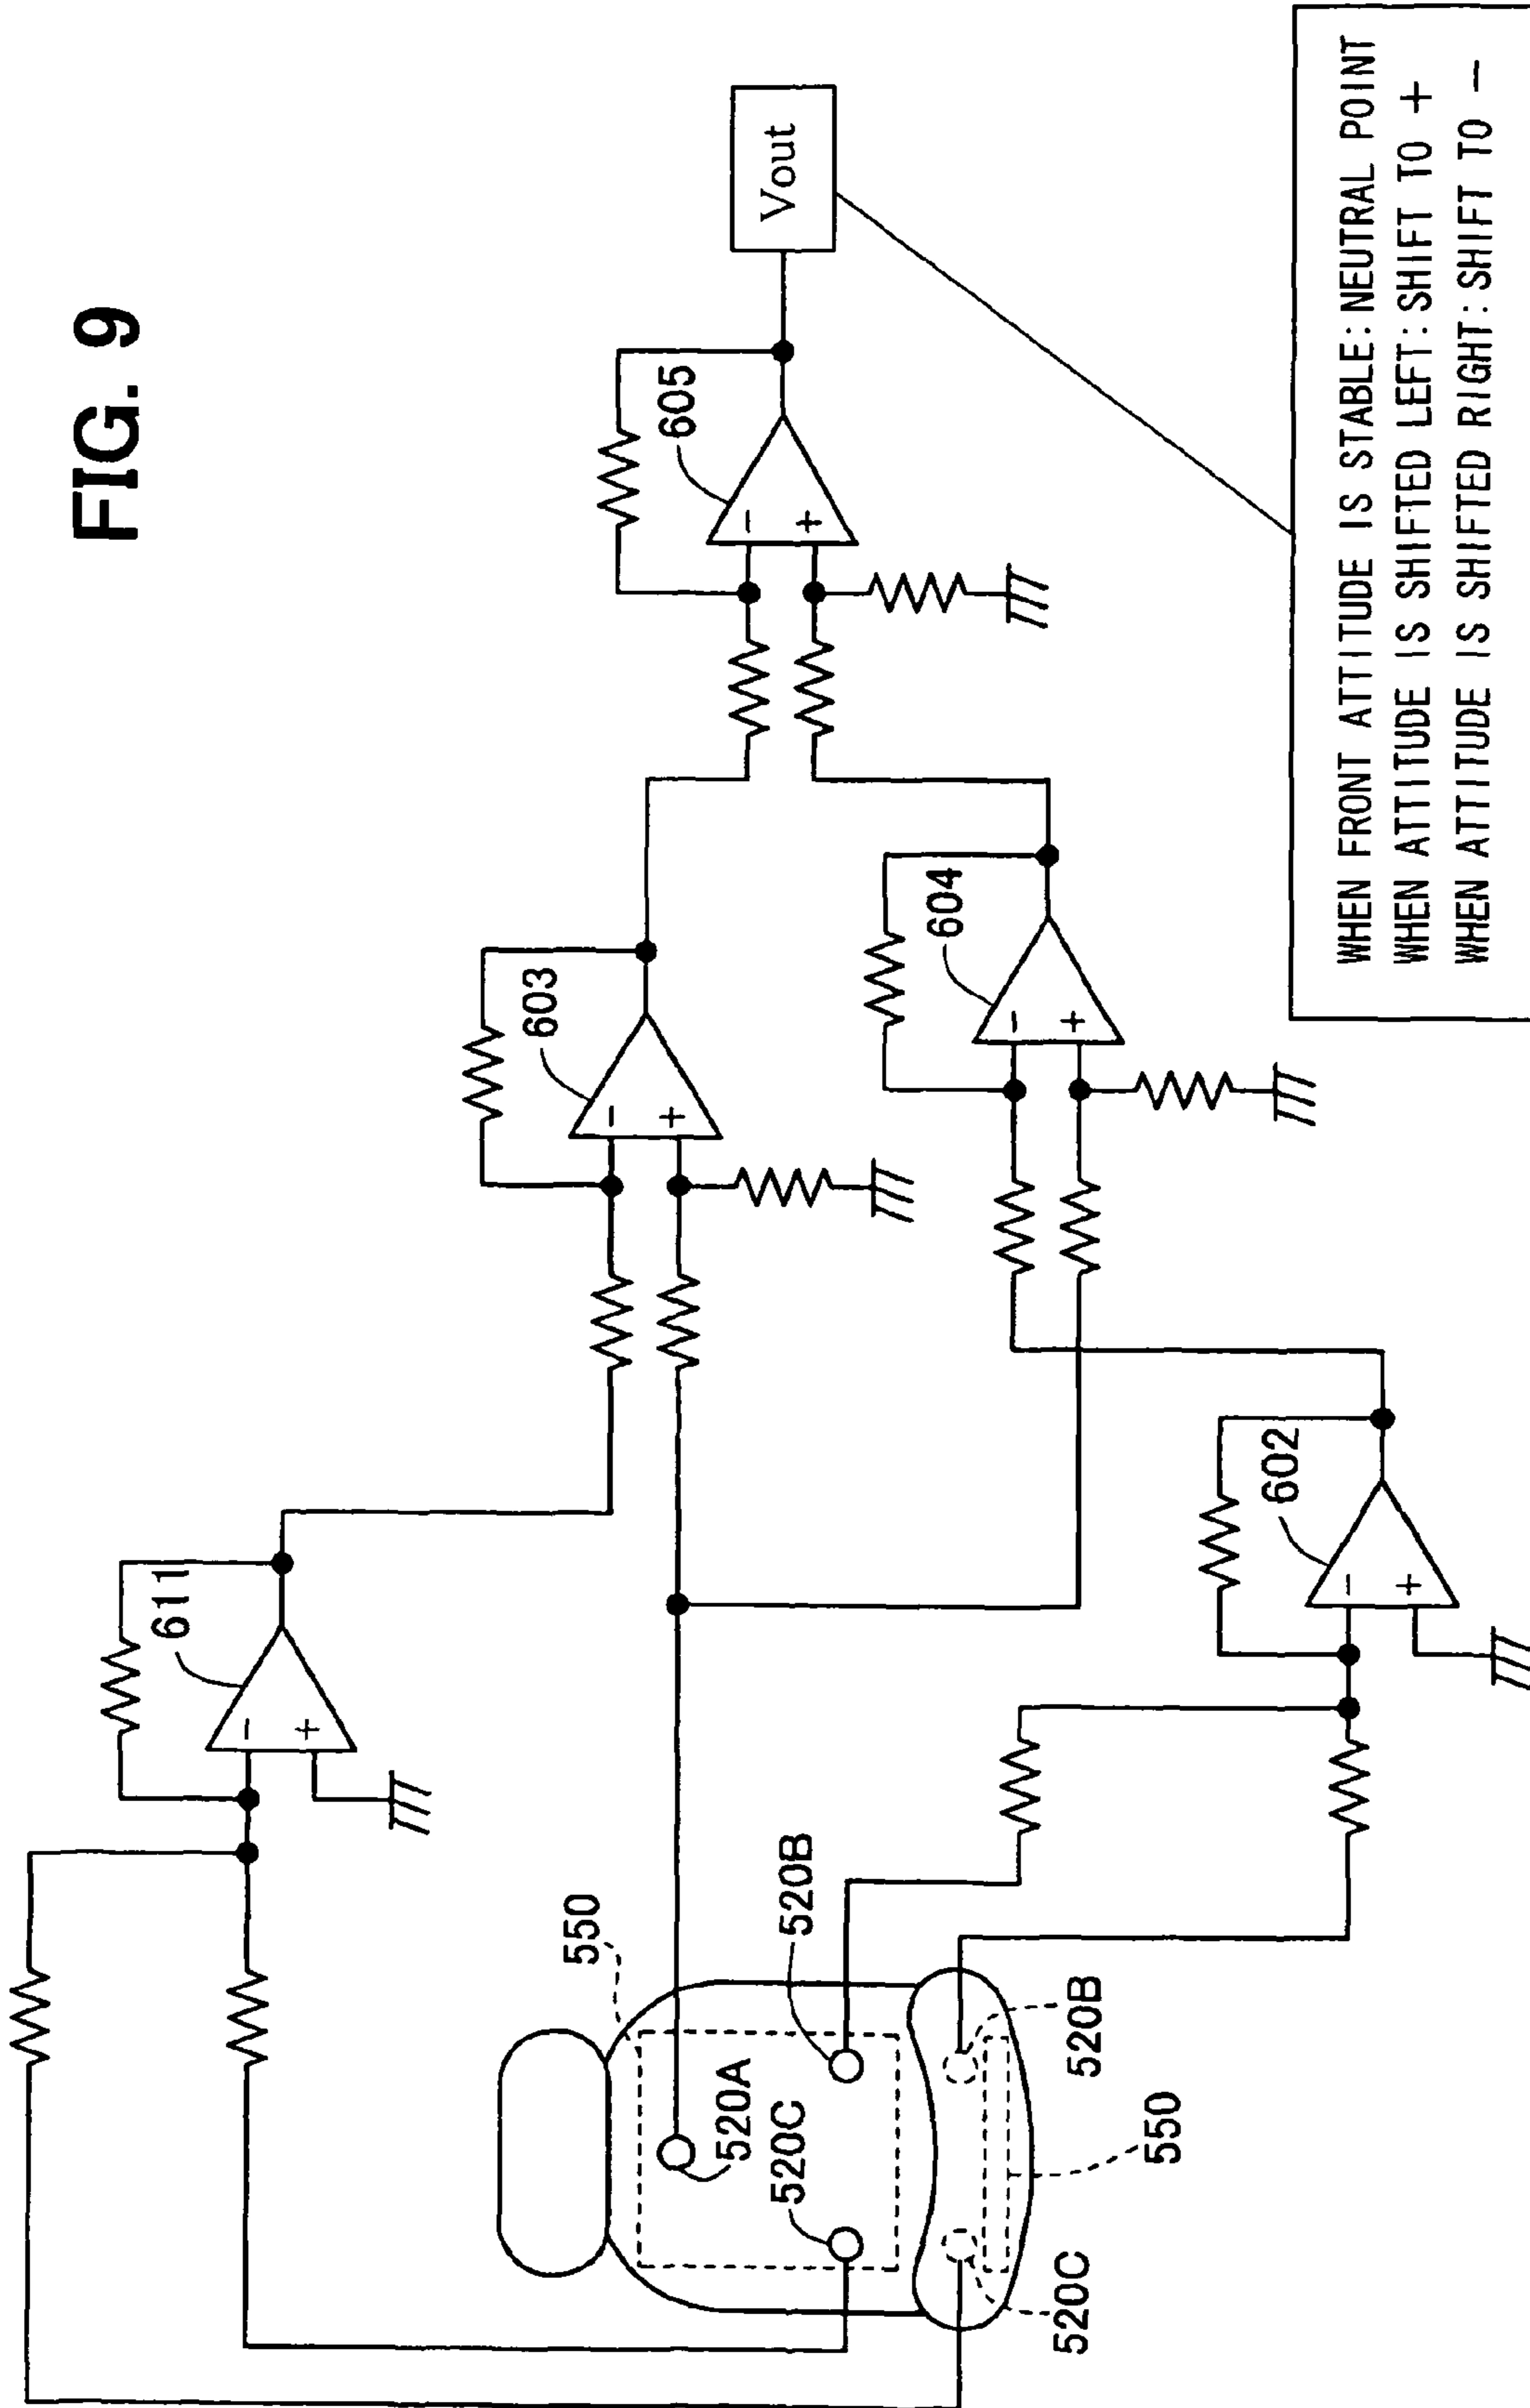 FIG. 9
611
603
605
Vout
604
602
550
520A
520B
520C
520B
520C
550
-
+
-
+
-
+
-
+
-
+
WHEN FRONT ATTITUDE IS STABLE:NEUTRAL POINT
WHEN ATTITUDE IS SHIFTED LEFT:SHIFT TO +
WHEN ATTITUDE IS SHIFTED RIGHT:SHIFT TO -